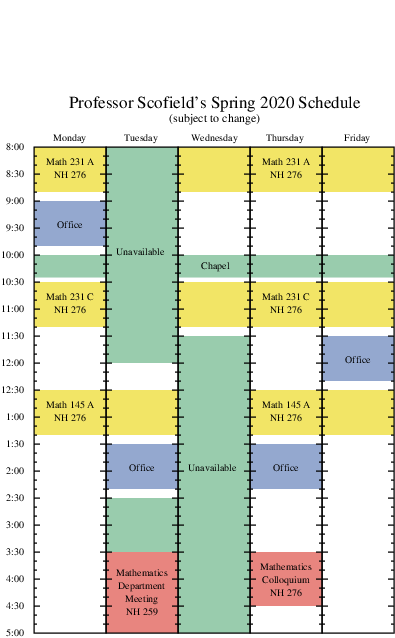 Professor Scofield's Spring 2020 Schedule
(subject to change)
Monday Tuesday Wednesday Thursday Friday
8:00
Math 231 A Math 231 A
8:30 NH 276 NH 276
9:00
9:30 Office
Unavailable
10:00
Chapel
10:30
Math 231 C Math 231 C
11:00 NH 276 NH 276
11:30
12:00 Office
12:30
Math 145 A Math 145 A
1:00 NH 276 NH 276
1:30
2:00 Office Unavailable Office
2:30
3:00
3:30
Mathematics Mathematics
4:00 Department Colloquium
Meeting NH 276
4:30 NH 259
5:00